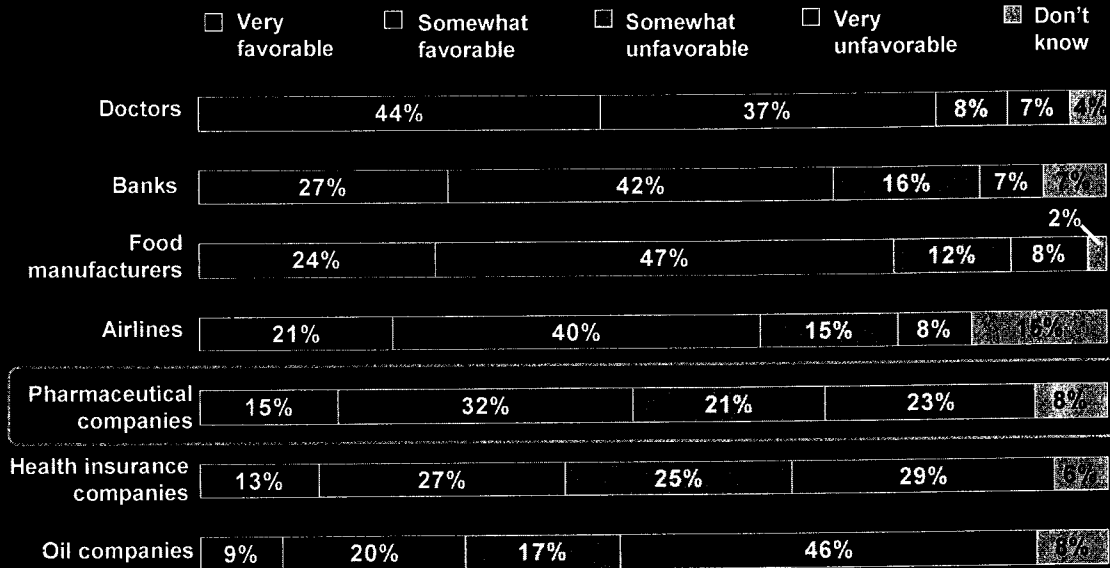 Very favorable
Somewhat favorable
Somewhat unfavorable
Very unfavorable
Don't know
Doctors 44% 37% 8% 7% 4%
Banks 27% 42% 16% 7% 7%
2%
Food manufacturers 24% 47% 12% 8%
Airlines 21% 40% 15% 8%
Pharmaceutical companies 15% 32% 21% 23% 8%
Health insurance companies 13% 27% 25% 29% 6%
Oil companies 9% 20% 17% 46% 8%